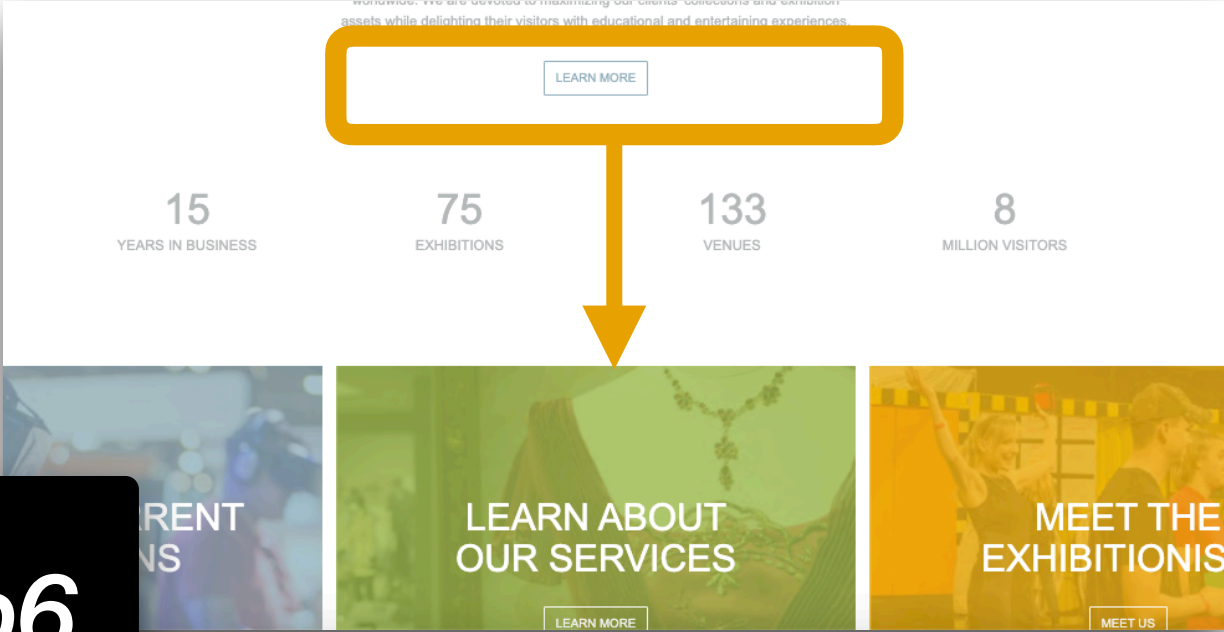 worldwide. We are devoted to maximizing our clients' collections and exhibition
assets while delighting their visitors with educational and entertaining experiences.
LEARN MORE
15
YEARS IN BUSINESS
75
EXHIBITIONS
133
VENUES
8
MILLION VISITORS
RRENT
NS
LEARN ABOUT
OUR SERVICES
LEARN MORE
MEET THE
EXHIBITIONIS
MEET US
6